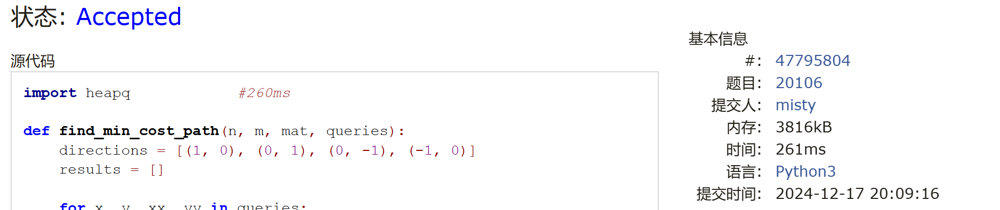 状态: Accepted
源代码
import heapq #260ms
def find_min_cost_path(n, m, mat, queries):
directions = [(1, 0), (0, 1), (0, -1), (-1, 0)]
results = []
for x, y, xx, yy in queries:
基本信息
#: 47795804
题目: 20106
提交人: misty
内存: 3816kB
时间: 261ms
语言: Python3
提交时间: 2024-12-17 20:09:16